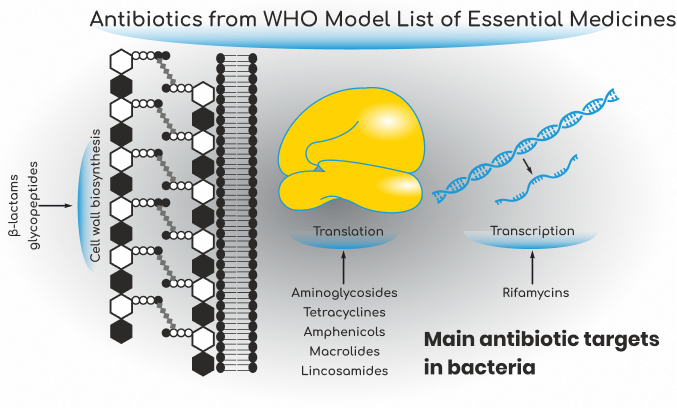 Antibiotics from WHO Model List of Essential Medicines
β-lactams
glycopeptides
Cell wall biosynthesis
Translation
Aminoglycosides
Tetracyclines
Amphenicols
Macrolides
Lincosamides
Transcription
Rifamycins
Main antibiotic targets
in bacteria